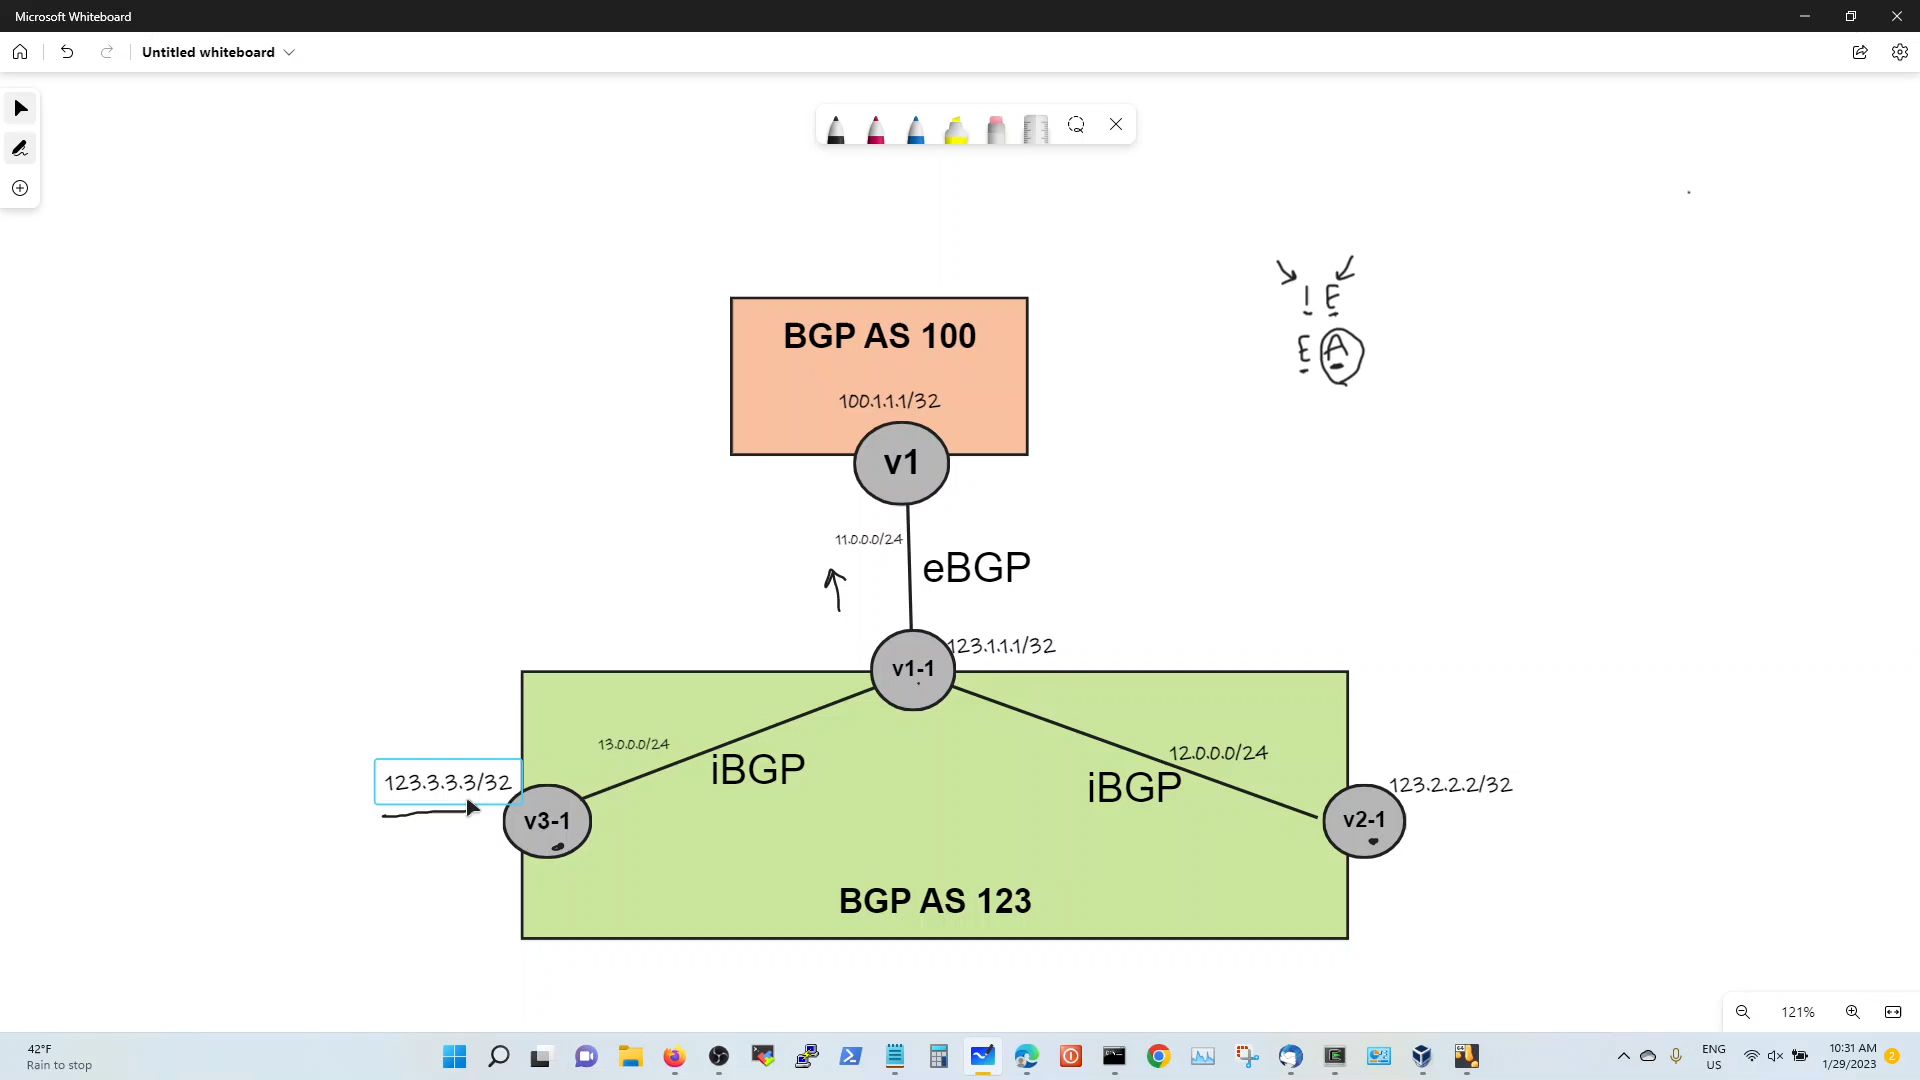 Microsoft Whiteboard
Untitled whiteboard
I E
E A
BGP AS 100
100.1.1.1/32
v1
11.0.0.0/24
eBGP
123.1.1.1/32
v1-1
13.0.0.0/24
iBGP
12.0.0.0/24
iBGP
123.3.3.3/32
123.2.2.2/32
v3-1
v2-1
BGP AS 123
121%
42°F
Rain to stop
ENG
US
10:31 AM
1/29/2023
2